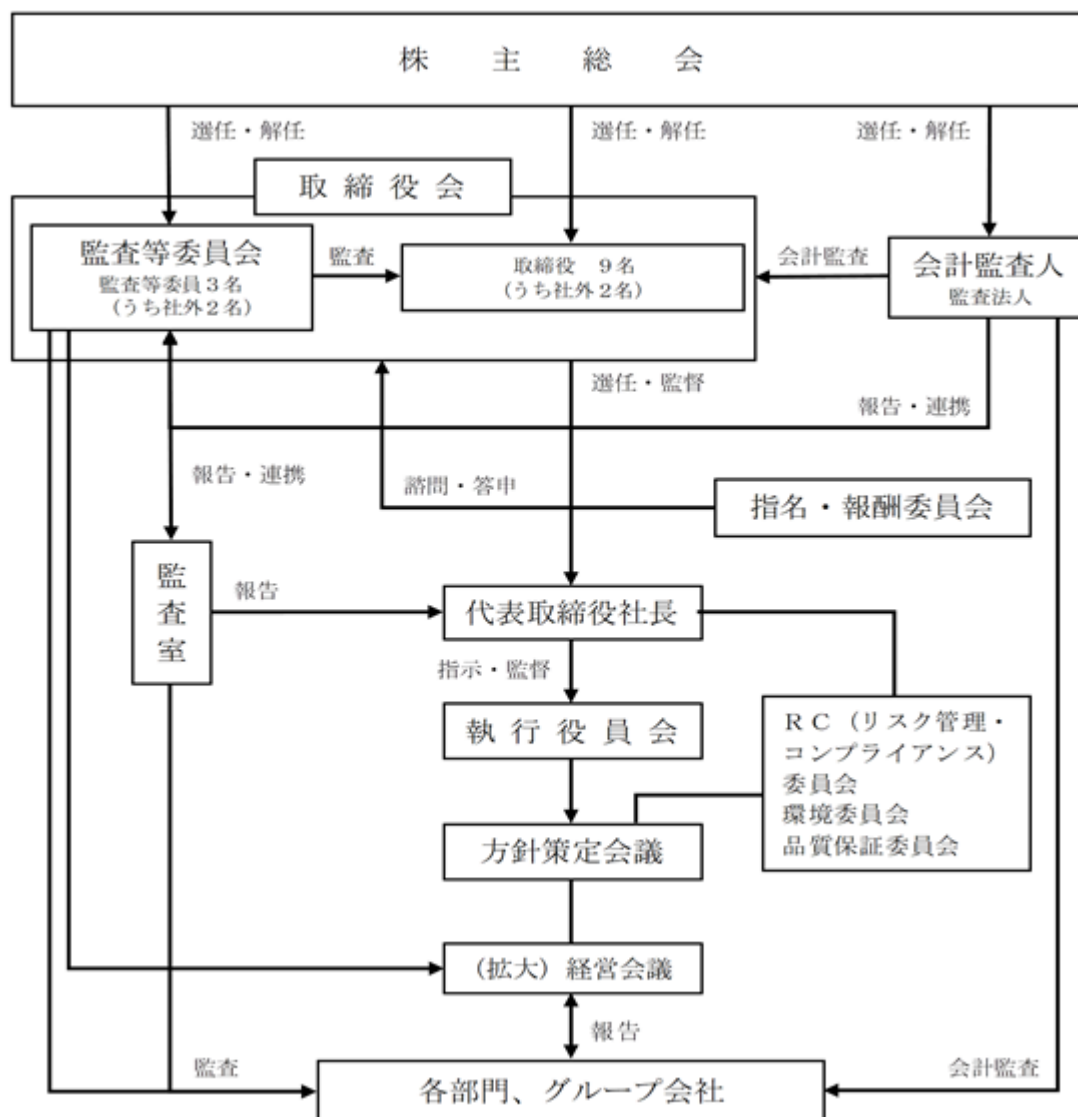 株主総会
選任・解任
選任・解任
選任・解任
取締役会
監査等委員会
監査等委員3名
(うち社外2名)
監査
取締役 9名
(うち社外2名)
会計監査
会計監査人
監査法人
選任・監督
報告・連携
報告・連携
諮問・答申
指名・報酬委員会
監査室
報告
代表取締役社長
指示・監督
執行役員会
RC(リスク管理・
コンプライアンス)
委員会
環境委員会
品質保証委員会
方針策定会議
(拡大)経営会議
報告
監査
会計監査
各部門、グループ会社